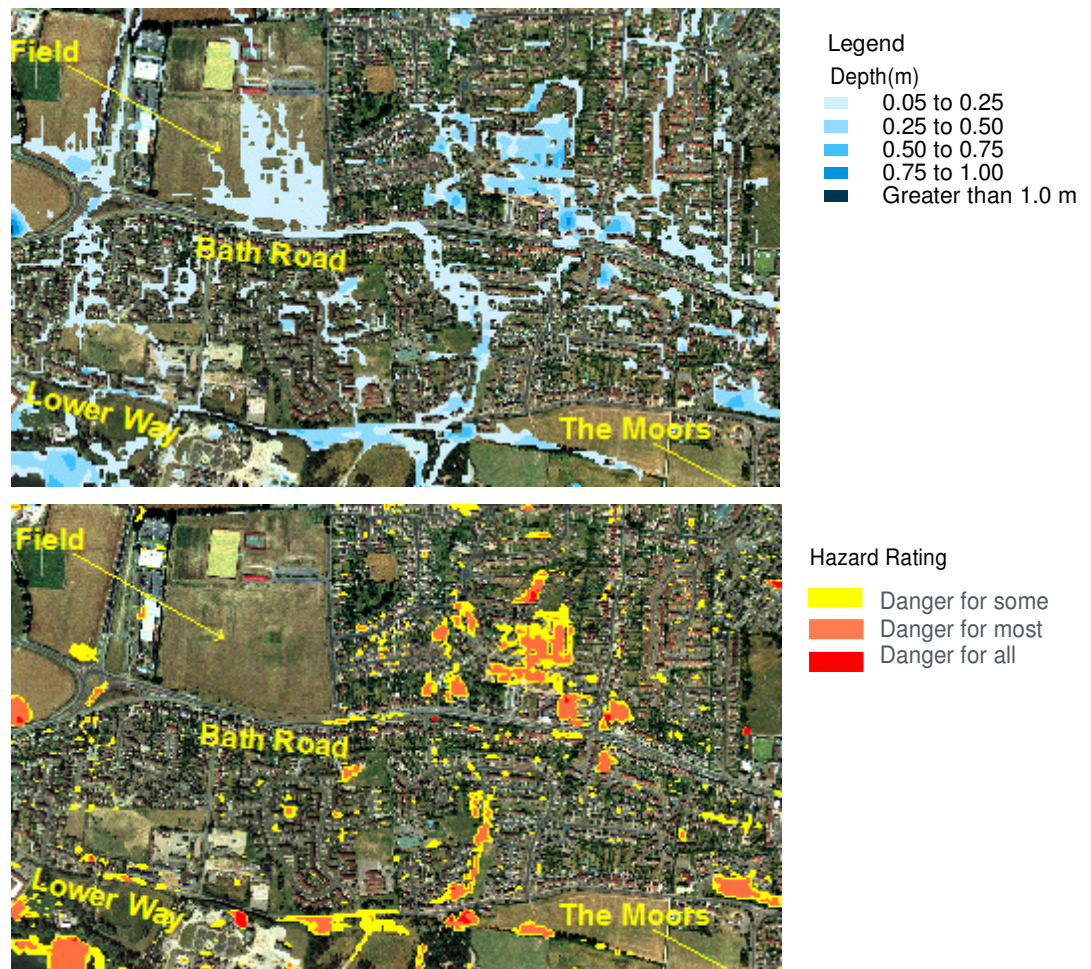 Field
Bath Road
Lower Way
The Moors
Legend
Depth(m)
0.05 to 0.25
0.25 to 0.50
0.50 to 0.75
0.75 to 1.00
Greater than 1.0 m
Field
Bath Road
Lower Way
The Moors
Hazard Rating
Danger for some
Danger for most
Danger for all